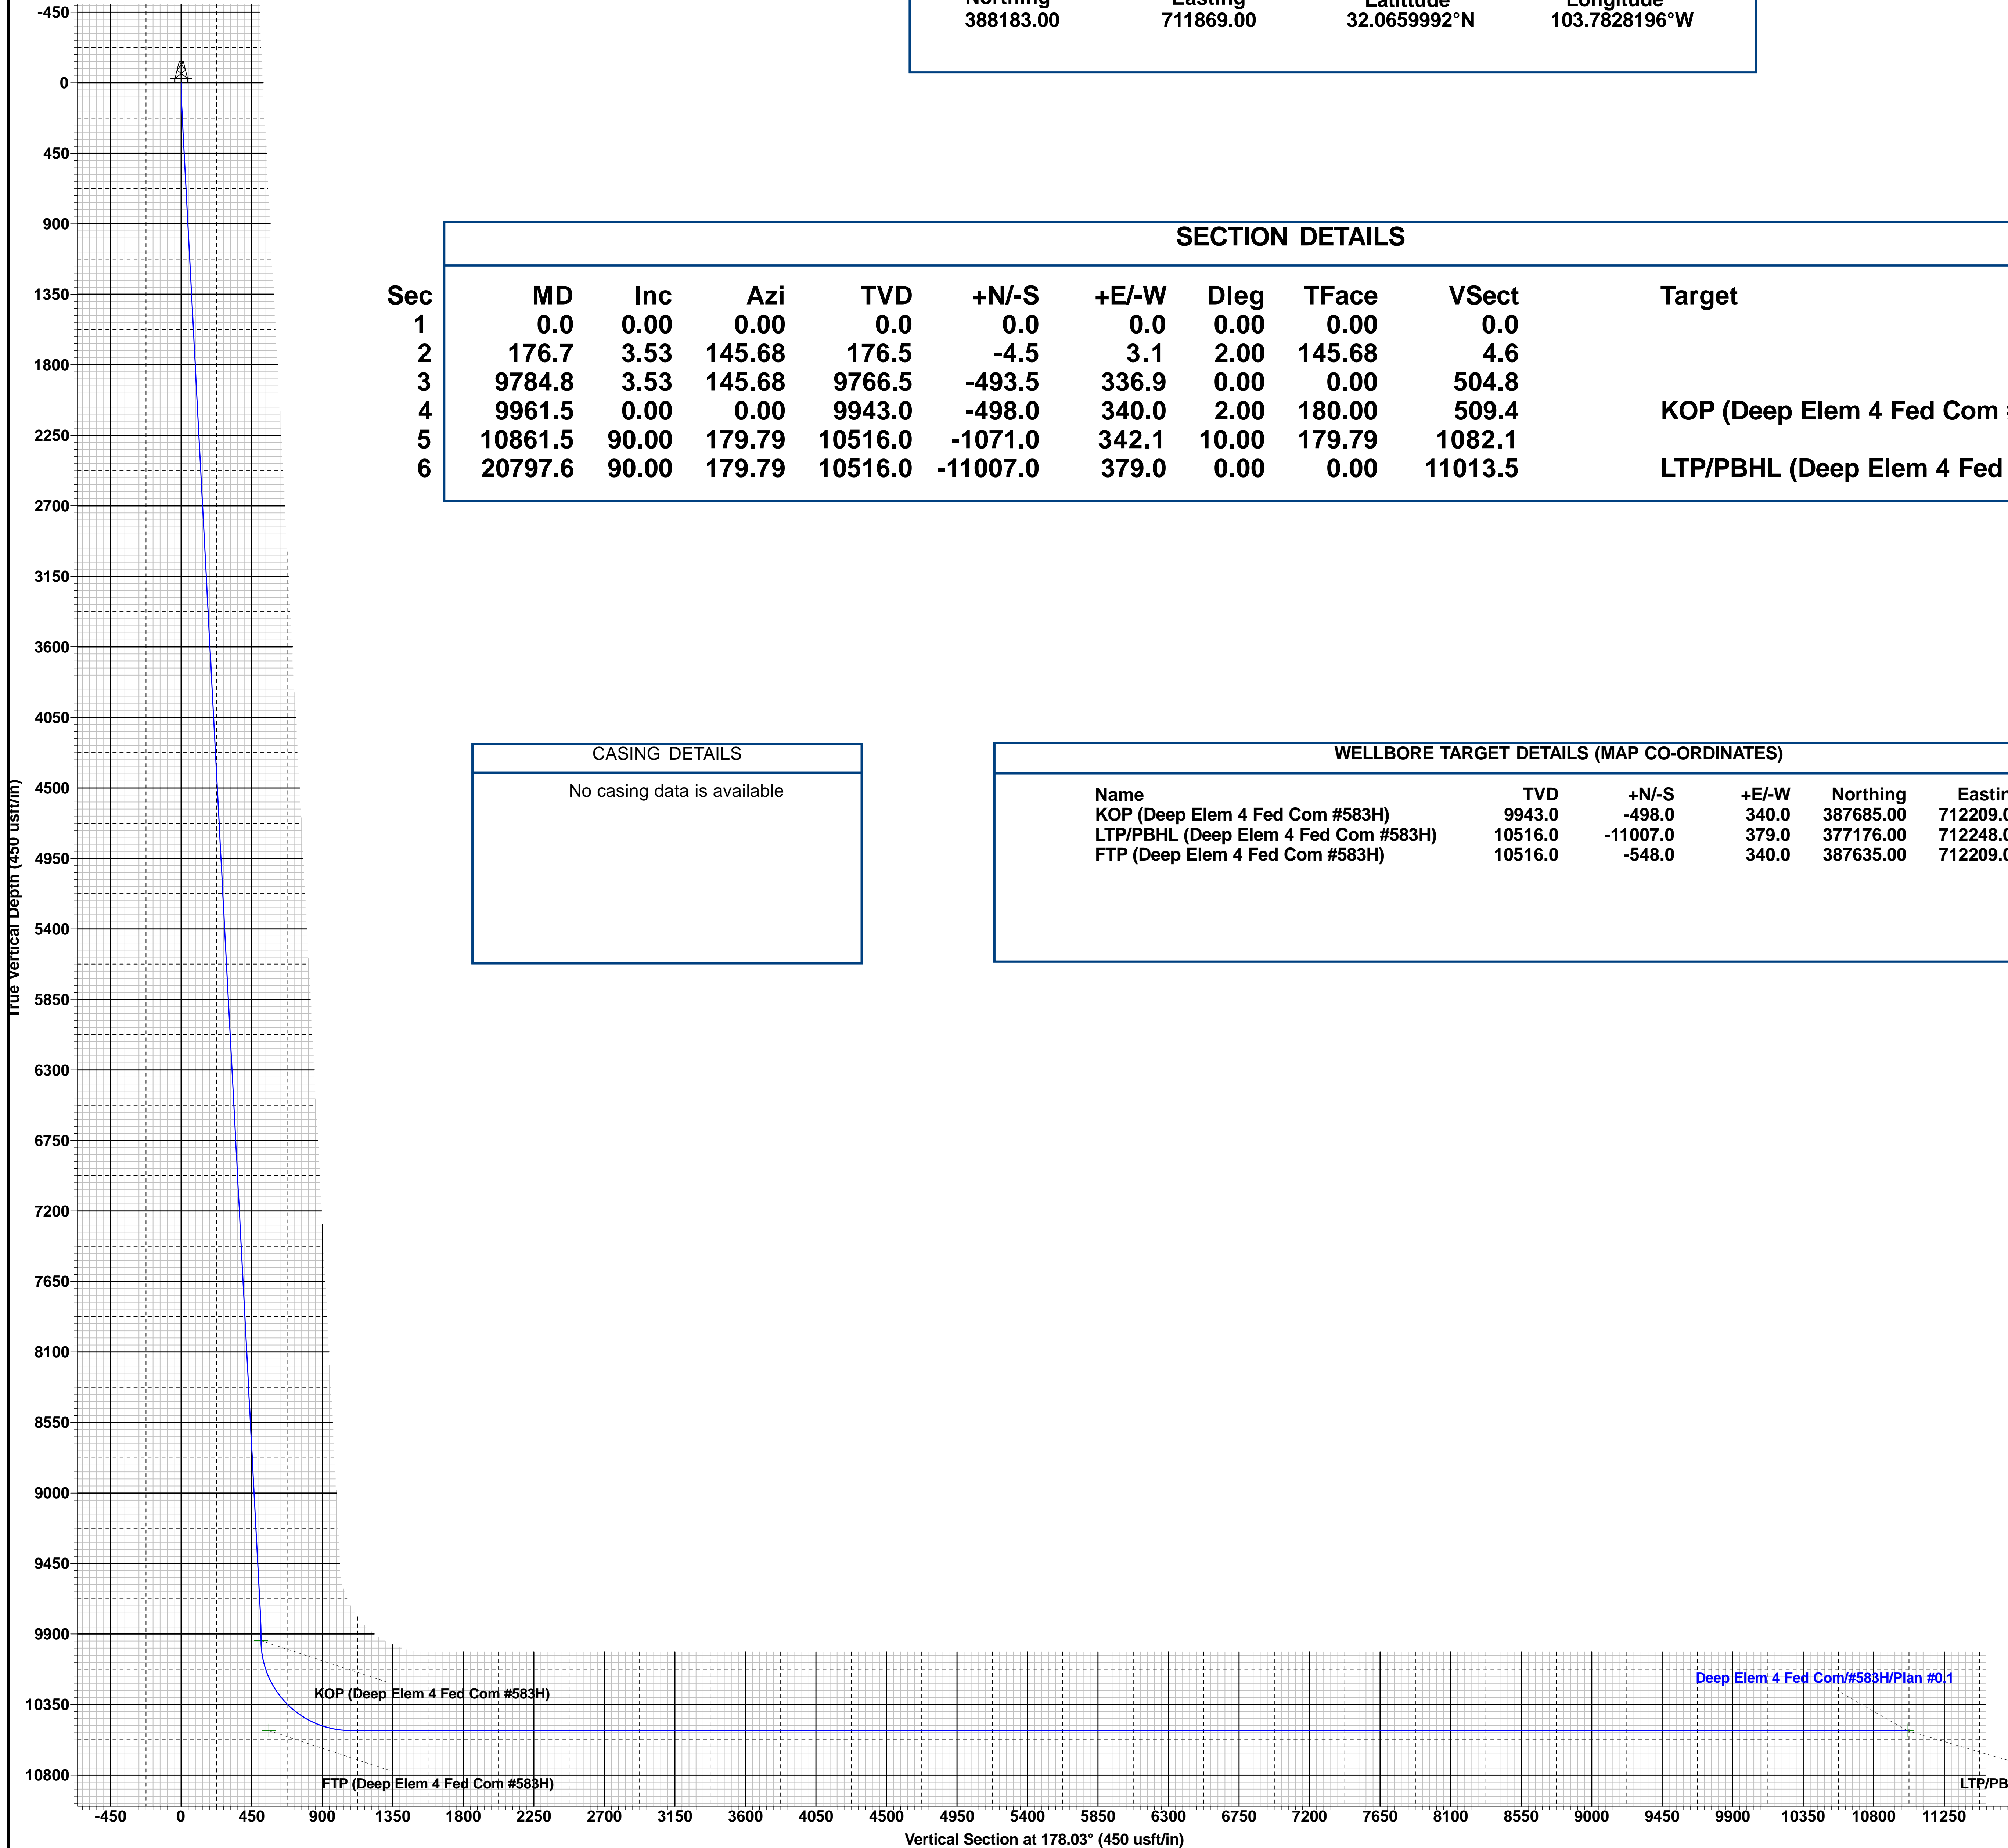 Northing Easting Latittude Longitude
388183.00 711869.00 32.0659992°N 103.7828196°W
SECTION DETAILS
Sec MD Inc Azi TVD +N/-S +E/-W Dleg TFace VSect Target
1 0.0 0.00 0.00 0.0 0.0 0.0 0.00 0.00 0.0
2 176.7 3.53 145.68 176.5 -4.5 3.1 2.00 145.68 4.6
3 9784.8 3.53 145.68 9766.5 -493.5 336.9 0.00 0.00 504.8
4 9961.5 0.00 0.00 9943.0 -498.0 340.0 2.00 180.00 509.4 KOP (Deep Elem 4 Fed Com
5 10861.5 90.00 179.79 10516.0 -1071.0 342.1 10.00 179.79 1082.1
6 20797.6 90.00 179.79 10516.0 -11007.0 379.0 0.00 0.00 11013.5 LTP/PBHL (Deep Elem 4 Fed
CASING DETAILS
No casing data is available
WELLBORE TARGET DETAILS (MAP CO-ORDINATES)
Name TVD +N/-S +E/-W Northing Eastin
KOP (Deep Elem 4 Fed Com #583H) 9943.0 -498.0 340.0 387685.00 712209.0
LTP/PBHL (Deep Elem 4 Fed Com #583H) 10516.0 -11007.0 379.0 377176.00 712248.0
FTP (Deep Elem 4 Fed Com #583H) 10516.0 -548.0 340.0 387635.00 712209.0
True Vertical Depth (450 usft/in)
-450
0
450
900
1350
1800
2250
2700
3150
3600
4050
4500
4950
5400
5850
6300
6750
7200
7650
8100
8550
9000
9450
9900
10350
10800
KOP (Deep Elem 4 Fed Com #583H)
FTP (Deep Elem 4 Fed Com #583H)
Deep Elem 4 Fed Com/#583H/Plan #0.1
LTP/PB
-450 0 450 900 1350 1800 2250 2700 3150 3600 4050 4500 4950 5400 5850 6300 6750 7200 7650 8100 8550 9000 9450 9900 10350 10800 11250
Vertical Section at 178.03° (450 usft/in)